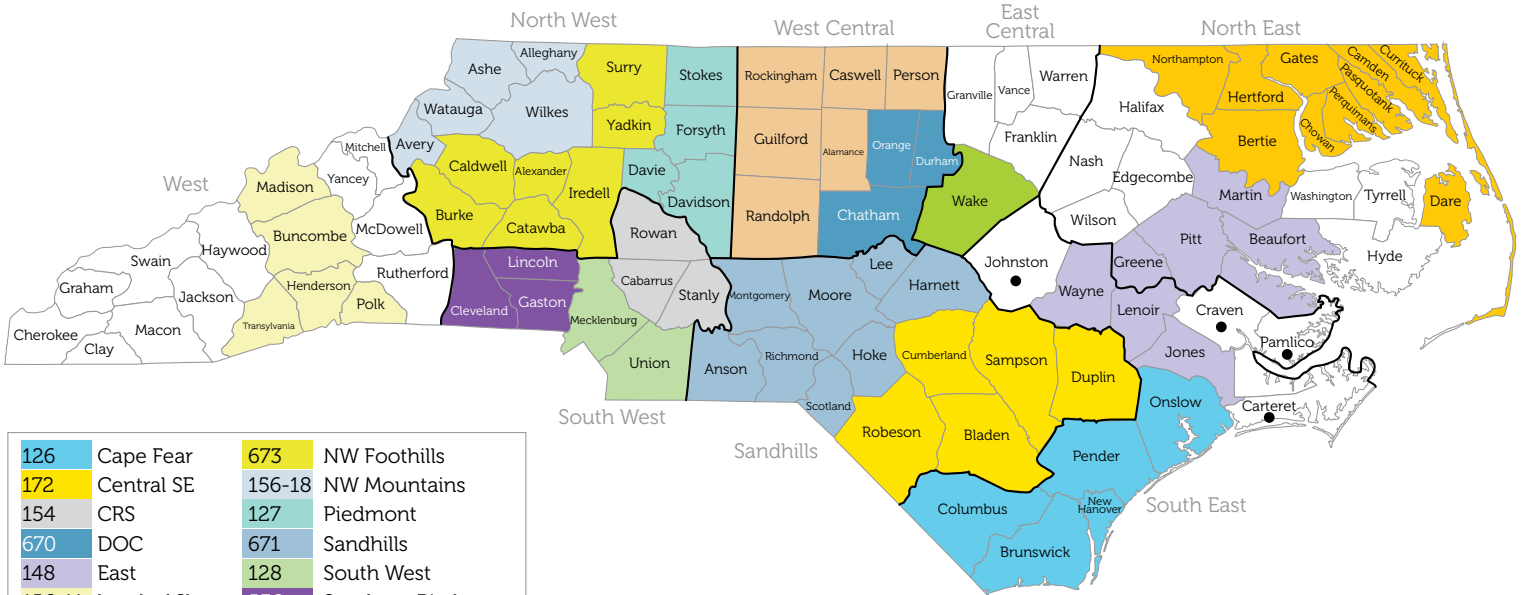 North West
West Central
East
Central
North East
West
South West
Sandhills
South East
Ashe
Alleghany
Surry
Stokes
Rockingham
Caswell
Person
Granville
Vance
Warren
Northampton
Gates
Camden
Currituck
Pasquotank
Perquimans
Hertford
Halifax
Watauga
Wilkes
Yadkin
Forsyth
Guilford
Alamance
Orange
Durham
Franklin
Bertie
Chowan
Mitchell
Avery
Caldwell
Alexander
Iredell
Davie
Davidson
Nash
Edgecombe
Martin
Washington
Tyrrell
Dare
Madison
Yancey
Burke
Catawba
Rowan
Randolph
Chatham
Wake
Wilson
Pitt
Beaufort
Hyde
Buncombe
McDowell
Haywood
Swain
Graham
Jackson
Rutherford
Henderson
Polk
Transylvania
Cherokee
Macon
Clay
Lincoln
Gaston
Cleveland
Cabarrus
Stanly
Mecklenburg
Union
Montgomery
Moore
Lee
Harnett
Johnston
Wayne
Greene
Lenoir
Craven
Pamlico
Jones
Carteret
Anson
Richmond
Hoke
Scotland
Cumberland
Sampson
Duplin
Onslow
Robeson
Bladen
Pender
Columbus
New
Hanover
Brunswick
126 Cape Fear
172 Central SE
154 CRS
670 DOC
148 East
673 NW Foothills
156-18 NW Mountains
127 Piedmont
671 Sandhills
128 South West